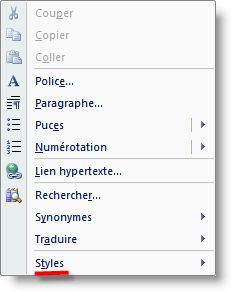 Couper
Copier
Coller
Police...
Paragraphe...
Puces
Numérotation
Lien hypertexte...
Rechercher...
Synonymes
Traduire
Styles